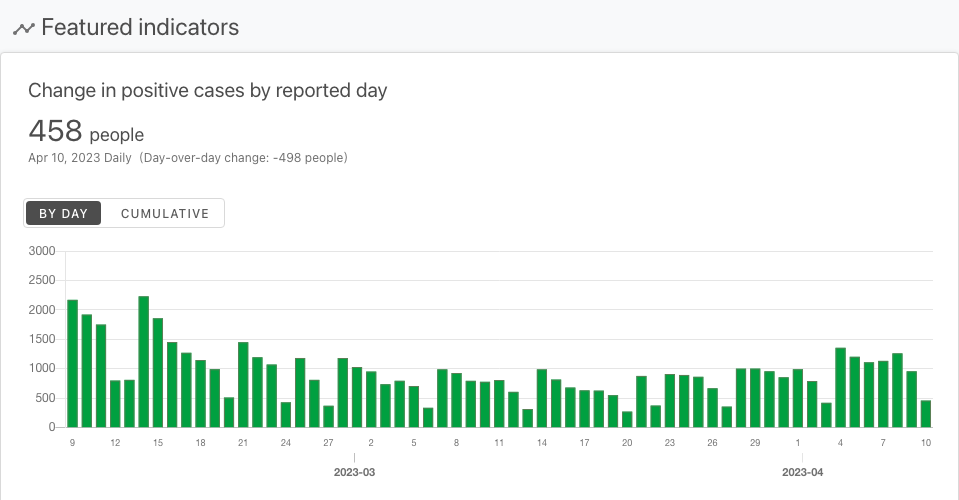 Featured indicators
Change in positive cases by reported day
458 people
Apr 10, 2023 Daily (Day-over-day change: -498 people)
BY DAY CUMULATIVE
3000
2500
2000
1500
1000
500
0
9 12 15 18 21 24 27 2 5 8 11 14 17 20 23 26 29 1 4 7 10
2023-03 2023-04